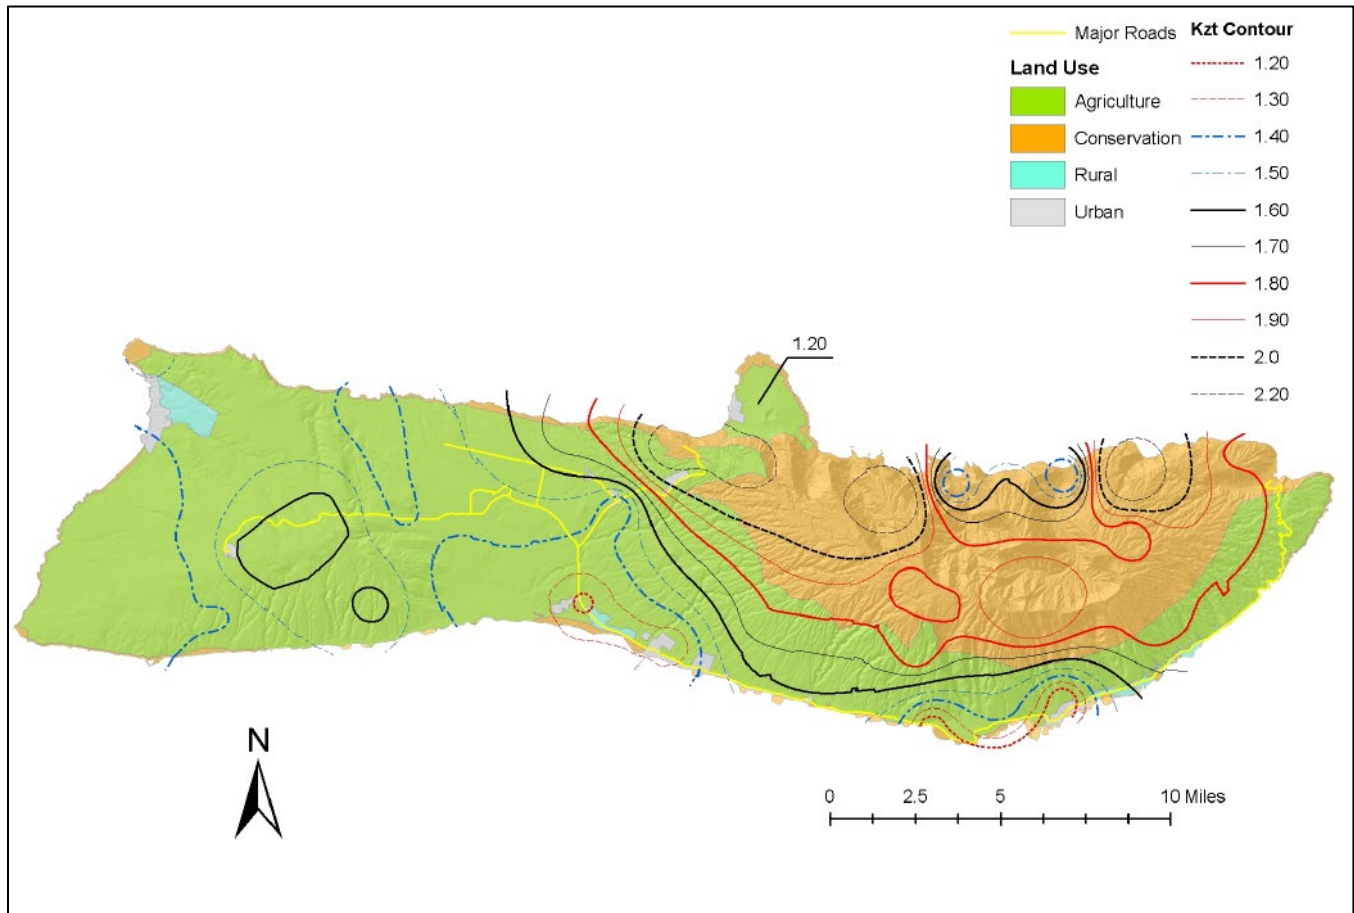 Major Roads
Land Use
Agriculture
Conservation
Rural
Urban
Kzt Contour
1.20
1.30
1.40
1.50
1.60
1.70
1.80
1.90
2.0
2.20
1.20
N
0 2.5 5 10 Miles